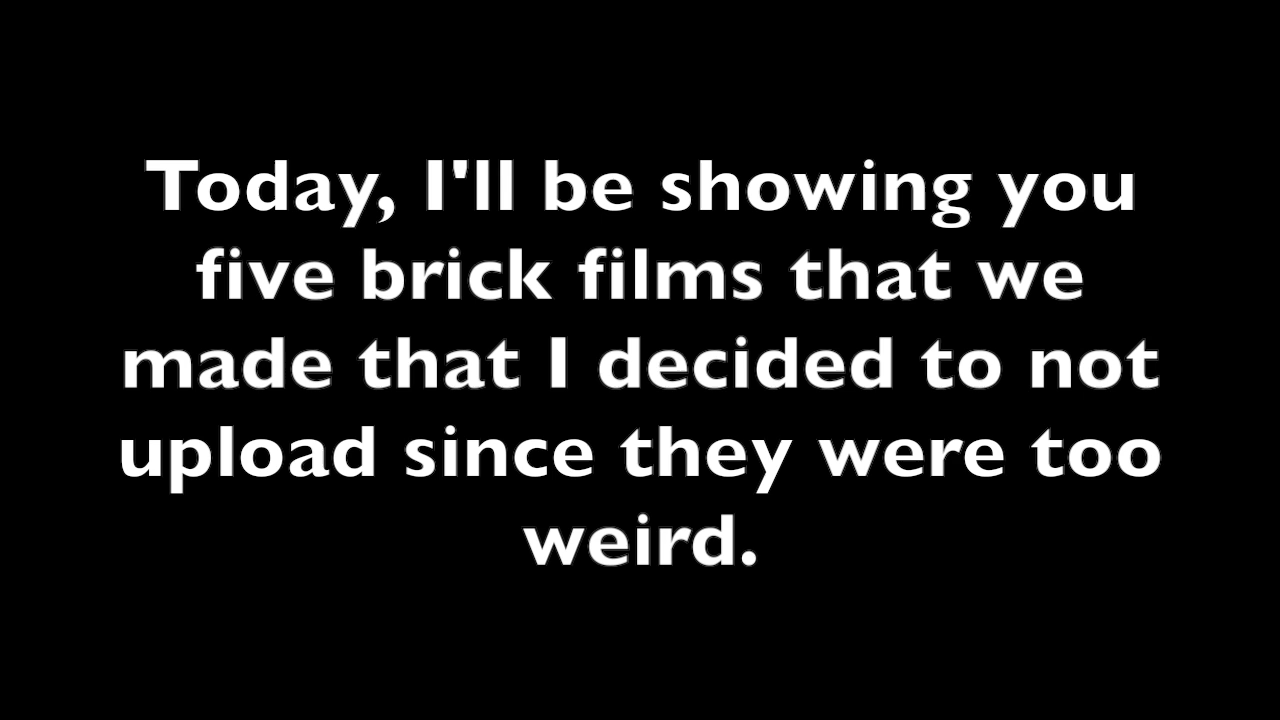 Today, I'll be showing you
five brick films that we
made that I decided to not
upload since they were too
weird.